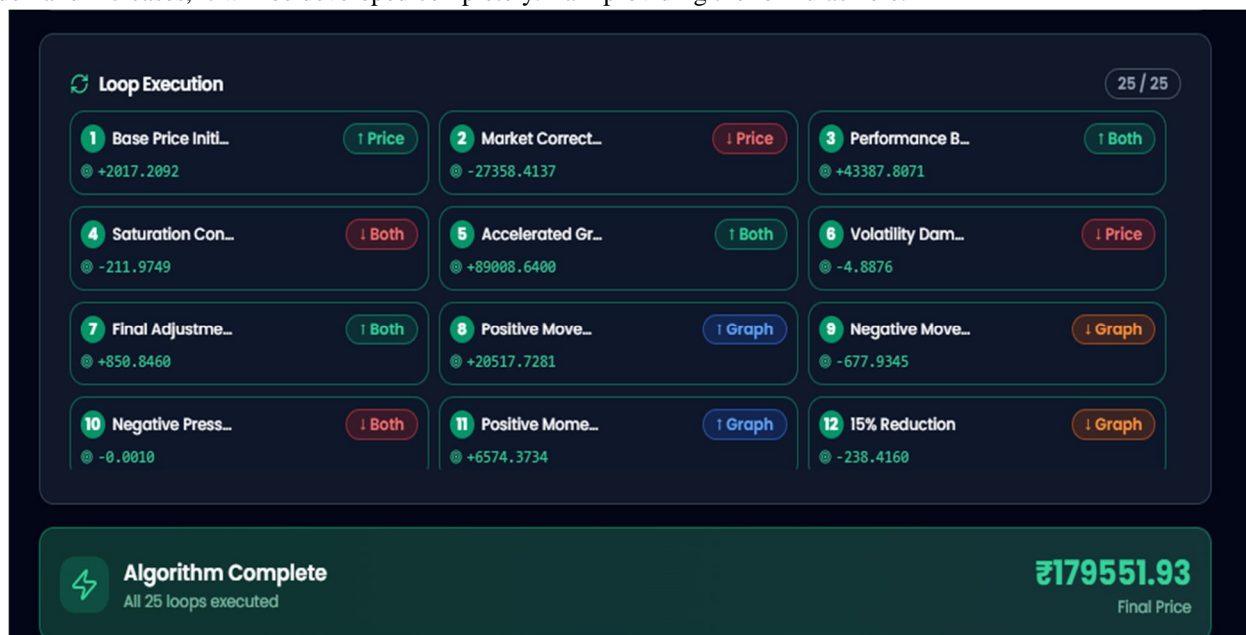 Loop Execution
25 / 25
1 Base Price Initi... ↑ Price
+2017.2092
2 Market Correct... ↓ Price
-27358.4137
3 Performance B... ↑ Both
+43387.8071
4 Saturation Con... ↓ Both
-211.9749
5 Accelerated Gr... ↑ Both
+89008.6400
6 Volatility Dam... ↓ Price
-4.8876
7 Final Adjustme... ↑ Both
+850.8460
8 Positive Move... ↑ Graph
+20517.7281
9 Negative Move... ↓ Graph
-677.9345
10 Negative Press... ↓ Both
-0.0010
11 Positive Mome... ↑ Graph
+6574.3734
12 15% Reduction ↓ Graph
-238.4160
Algorithm Complete
All 25 loops executed
₹179551.93
Final Price